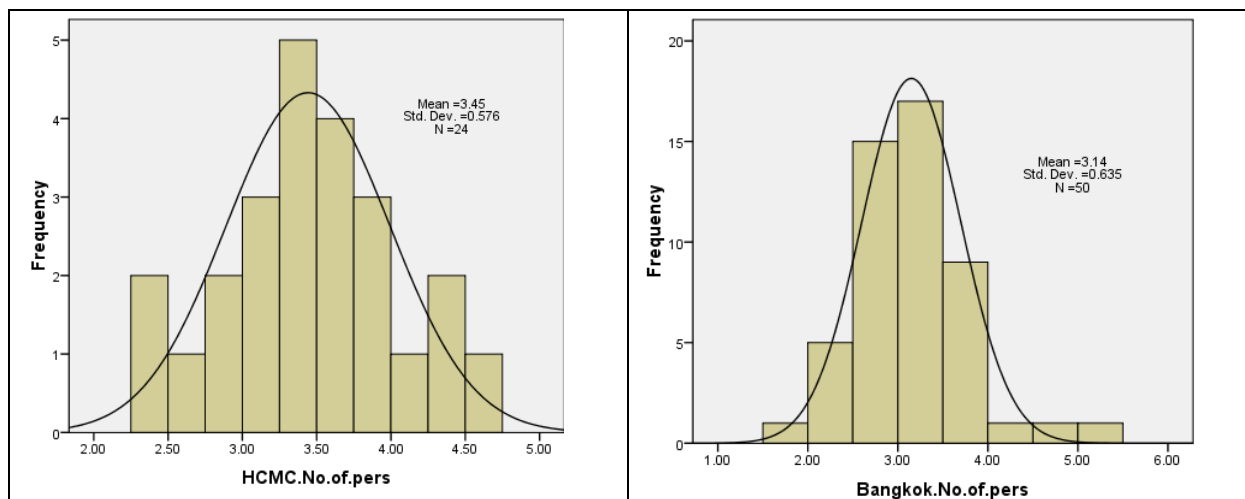 Frequency
5
4
3
2
1
0
Mean =3.45
Std. Dev. =0.576
N =24
2.00 2.50 3.00 3.50 4.00 4.50 5.00
HCMC.No.of.pers
Frequency
20
15
10
5
0
Mean =3.14
Std. Dev. =0.635
N =50
1.00 2.00 3.00 4.00 5.00 6.00
Bangkok.No.of.pers